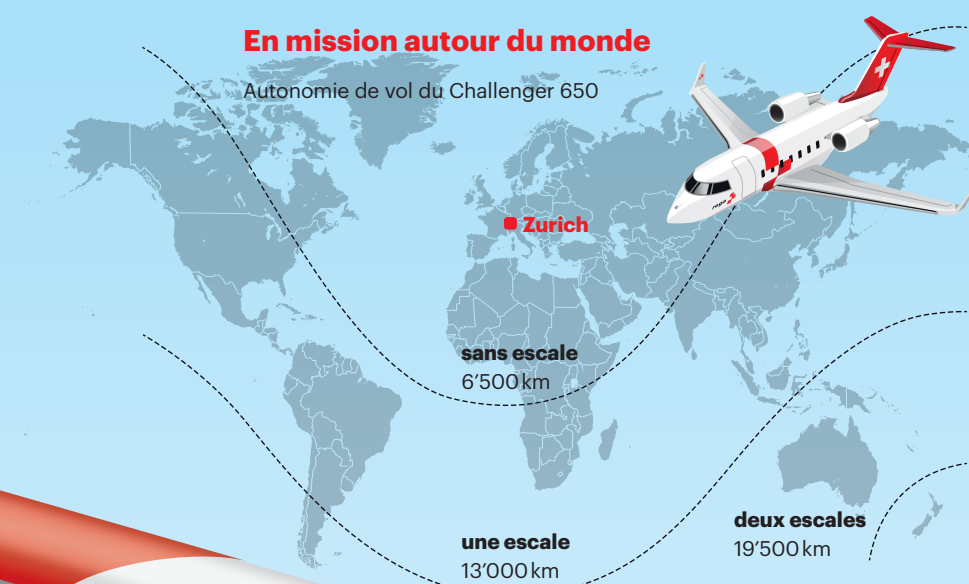 En mission autour du monde
Autonomie de vol du Challenger 650
rega
Zurich
sans escale
6’500 km
deux escales
19’500 km
une escale
13’000 km